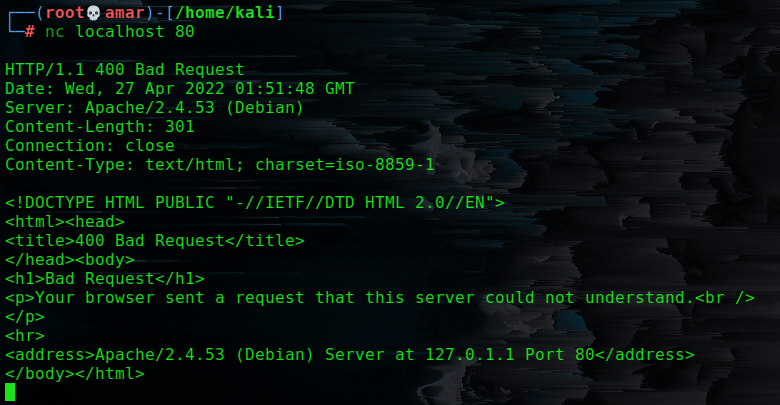 ┌──(root💀amar)-[/home/kali]
└─# nc localhost 80

HTTP/1.1 400 Bad Request
Date: Wed, 27 Apr 2022 01:51:48 GMT
Server: Apache/2.4.53 (Debian)
Content-Length: 301
Connection: close
Content-Type: text/html; charset=iso-8859-1

<!DOCTYPE HTML PUBLIC "-//IETF//DTD HTML 2.0//EN">
<html><head>
<title>400 Bad Request</title>
</head><body>
<h1>Bad Request</h1>
<p>Your browser sent a request that this server could not understand.<br />
</p>
<hr>
<address>Apache/2.4.53 (Debian) Server at 127.0.1.1 Port 80</address>
</body></html>